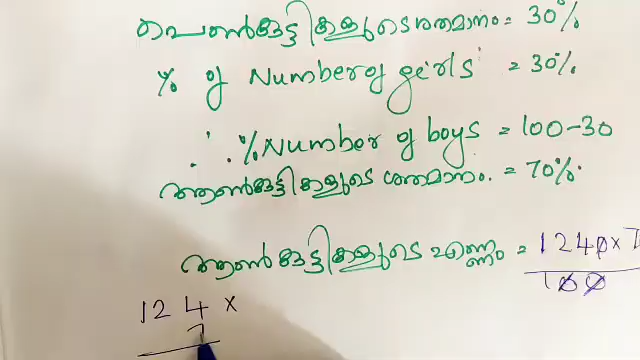 പെൺകുട്ടികളുടെ ശതമാനം = 30%
% of Number of girls = 30%
∴ % Number of boys = 100-30
ആൺകുട്ടികളുടെ ശതമാനം. = 70%.
ആൺകുട്ടികളുടെ എണ്ണം = 1240 x 7
100
124 x
7